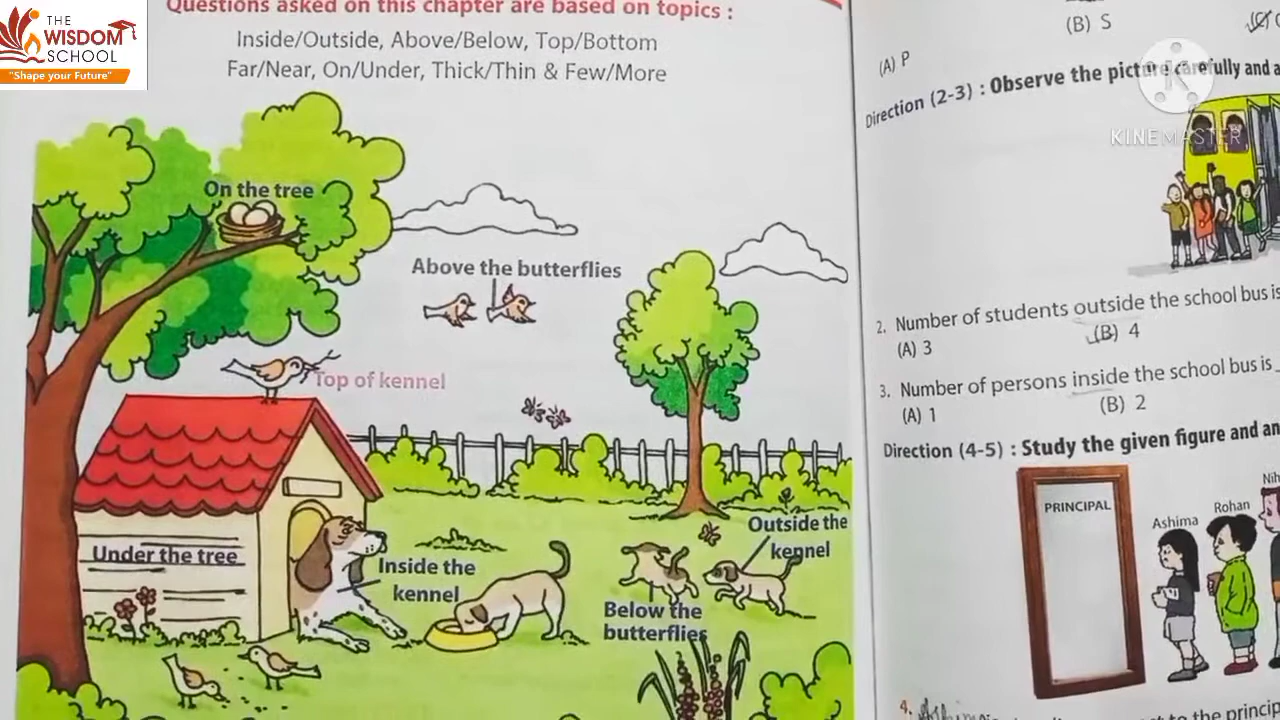 THE
WISDOM
SCHOOL
"Shape your Future"
Questions asked on this chapter are based on topics :
Inside/Outside, Above/Below, Top/Bottom
Far/Near, On/Under, Thick/Thin & Few/More
On the tree
Above the butterflies
Top of kennel
Under the tree
Inside the
kennel
Outside the
kennel
Below the
butterflies
(A) P
(B) S
Direction (2-3) : Observe the picture carefully and
KINEMASTER
2. Number of students outside the school bus is
(A) 3
(B) 4
3. Number of persons inside the school bus is
(A) 1
(B) 2
Direction (4-5) : Study the given figure and
PRINCIPAL
Ashima
Rohan
4.
to the